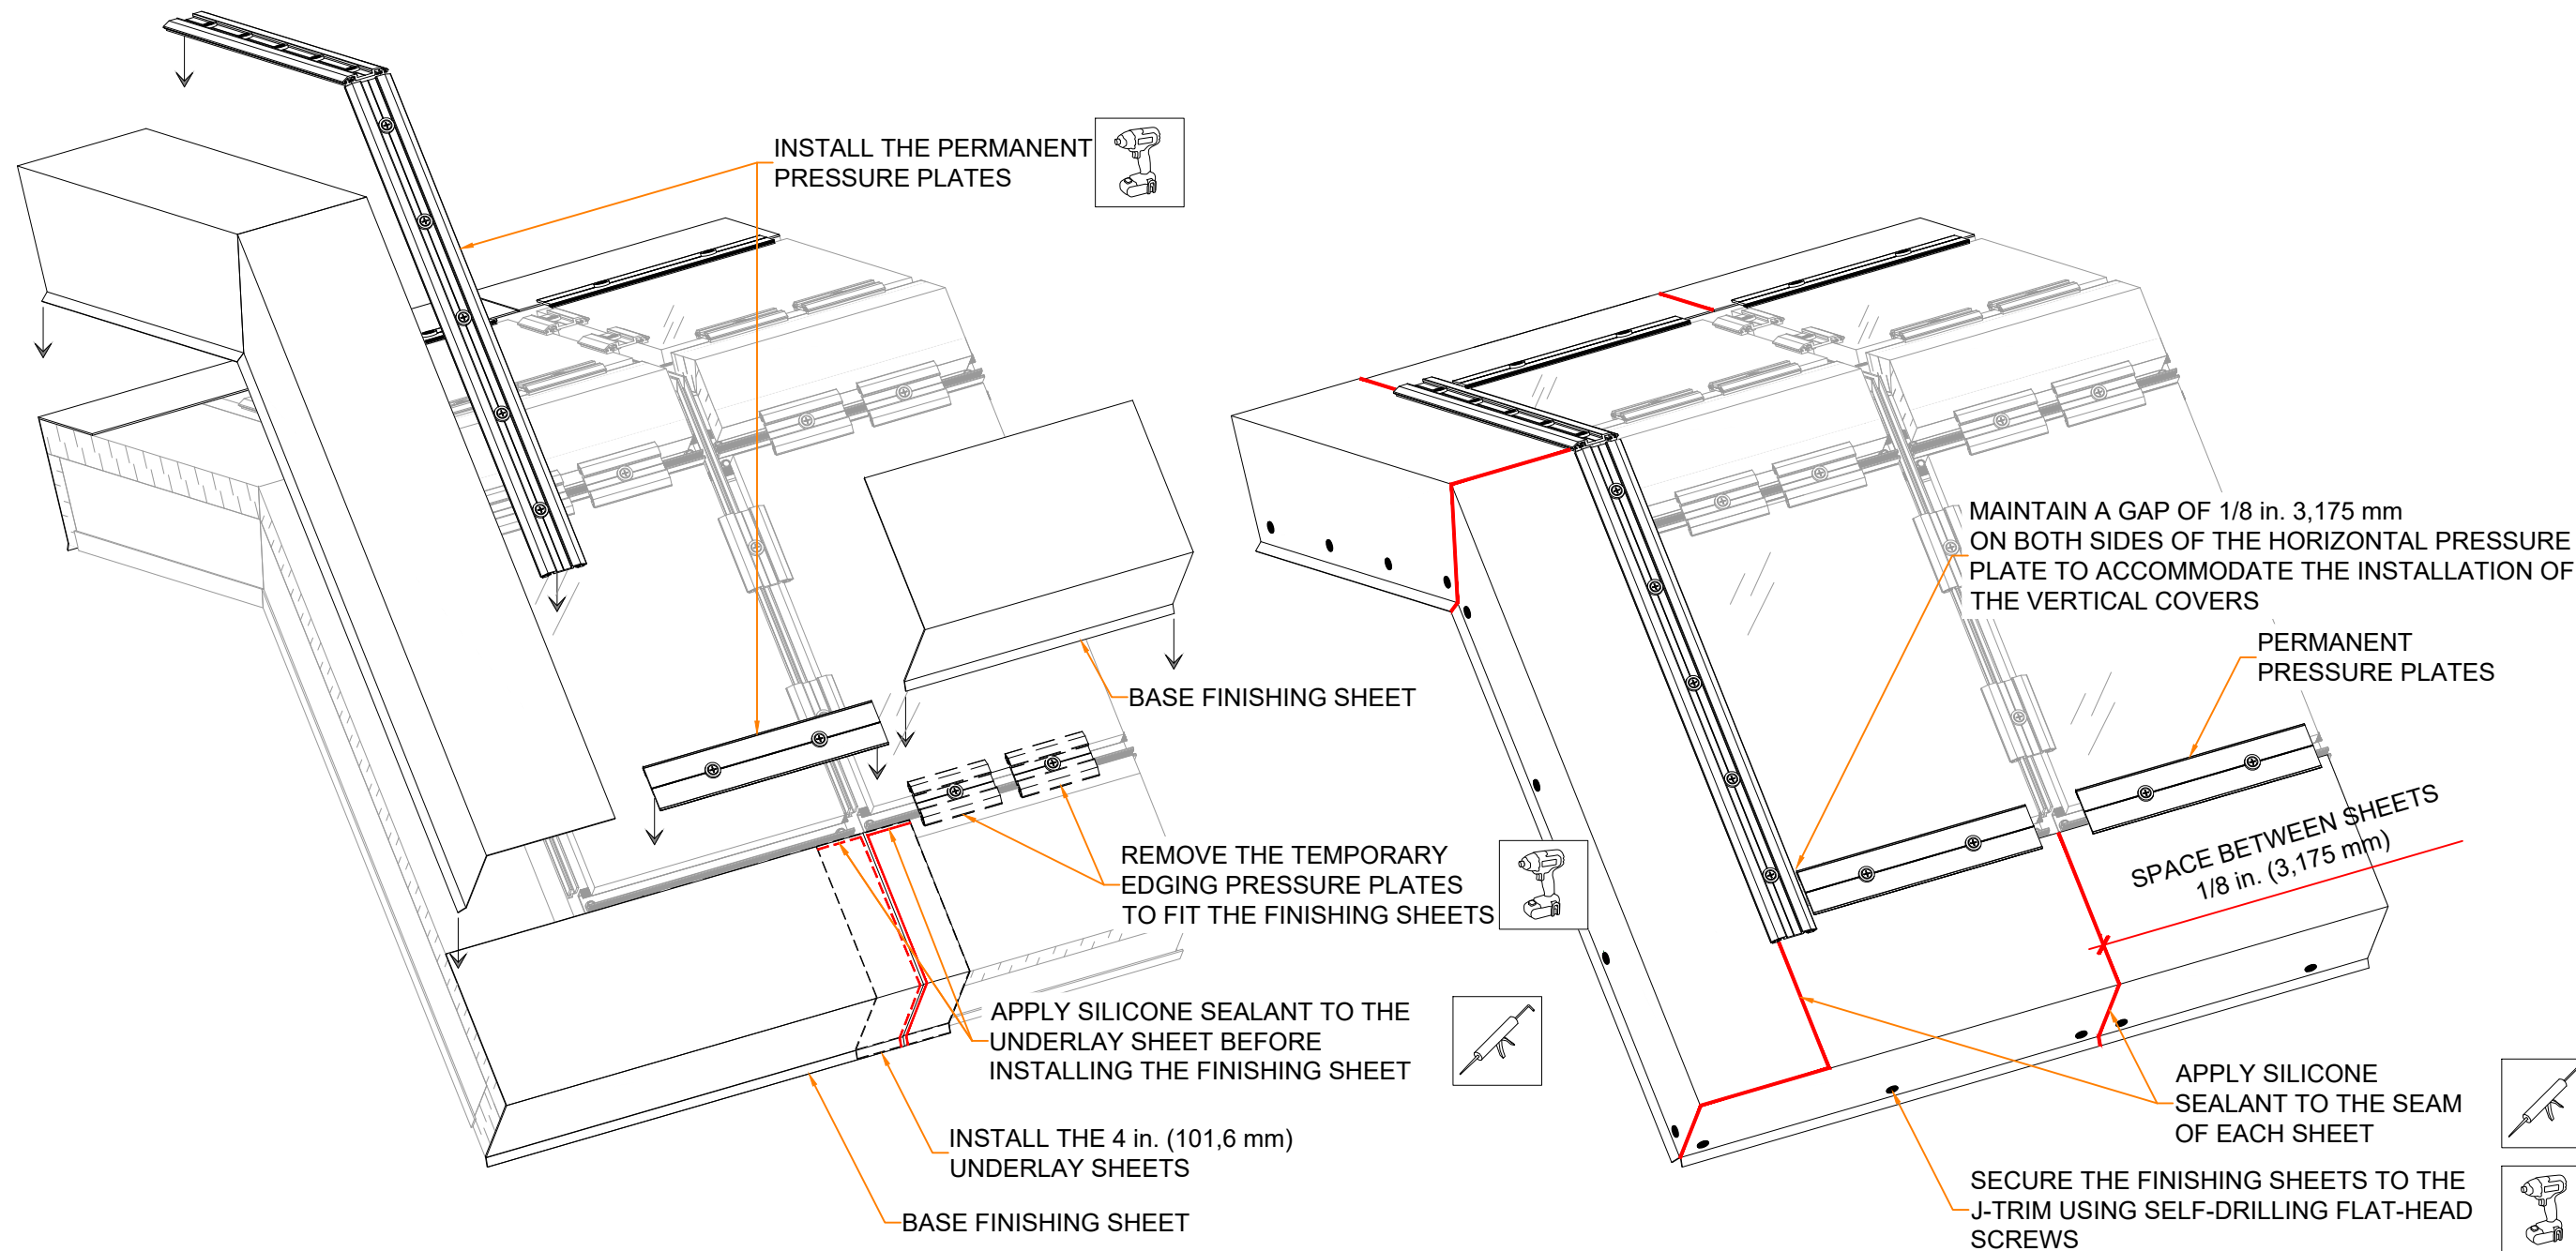 INSTALL THE PERMANENT
PRESSURE PLATES
BASE FINISHING SHEET
REMOVE THE TEMPORARY
EDGING PRESSURE PLATES
TO FIT THE FINISHING SHEETS
APPLY SILICONE SEALANT TO THE
UNDERLAY SHEET BEFORE
INSTALLING THE FINISHING SHEET
INSTALL THE 4 in. (101,6 mm)
UNDERLAY SHEETS
BASE FINISHING SHEET
MAINTAIN A GAP OF 1/8 in. 3,175 mm
ON BOTH SIDES OF THE HORIZONTAL PRESSURE
PLATE TO ACCOMMODATE THE INSTALLATION OF
THE VERTICAL COVERS
PERMANENT
PRESSURE PLATES
SPACE BETWEEN SHEETS
1/8 in. (3,175 mm)
APPLY SILICONE
SEALANT TO THE SEAM
OF EACH SHEET
SECURE THE FINISHING SHEETS TO THE
J-TRIM USING SELF-DRILLING FLAT-HEAD
SCREWS